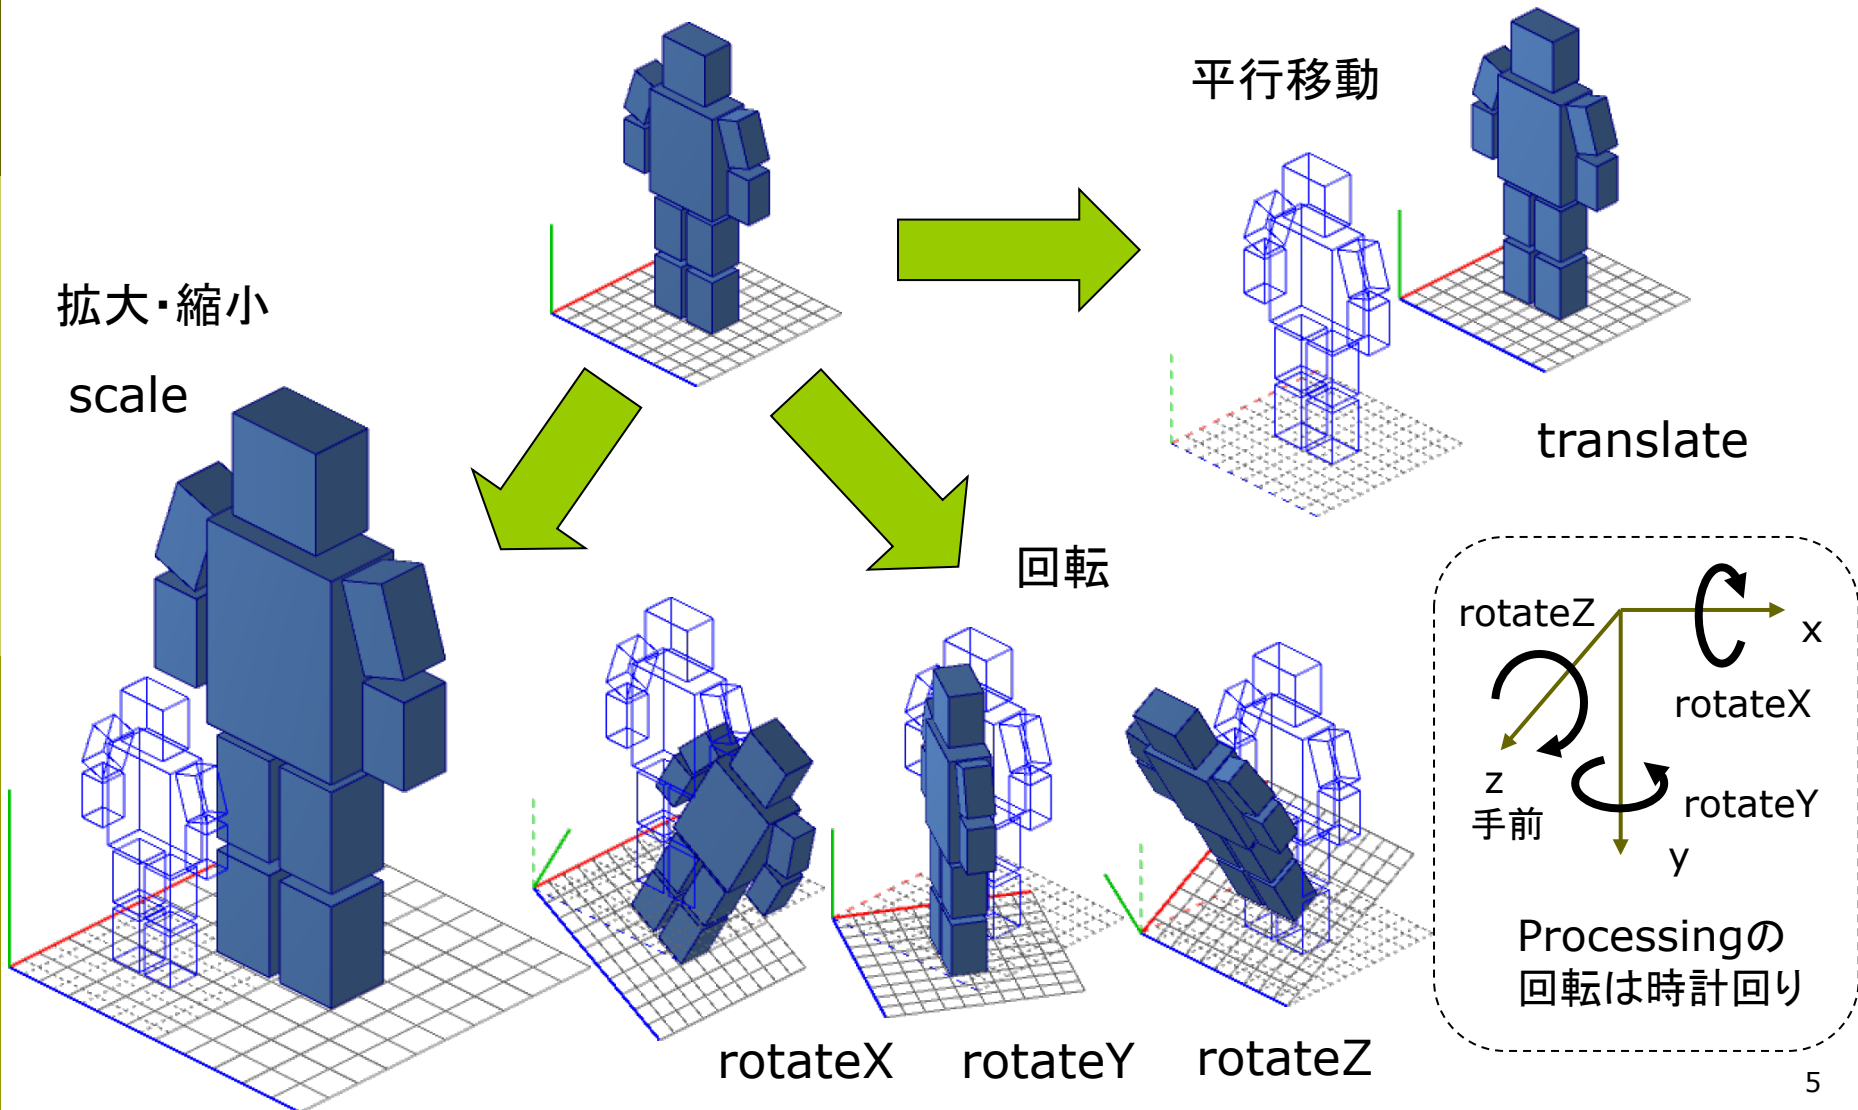 平行移動
translate
拡大・縮小
scale
回転
rotateX
rotateY
rotateZ
rotateZ
x
rotateX
z
手前
rotateY
y
Processingの
回転は時計回り
5